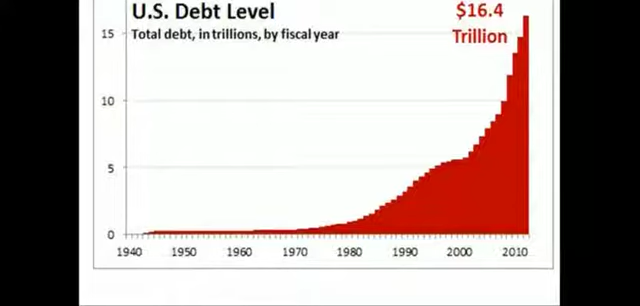 U.S. Debt Level
Total debt, in trillions, by fiscal year
$16.4
Trillion
15
10
5
0
1940 1950 1960 1970 1980 1990 2000 2010